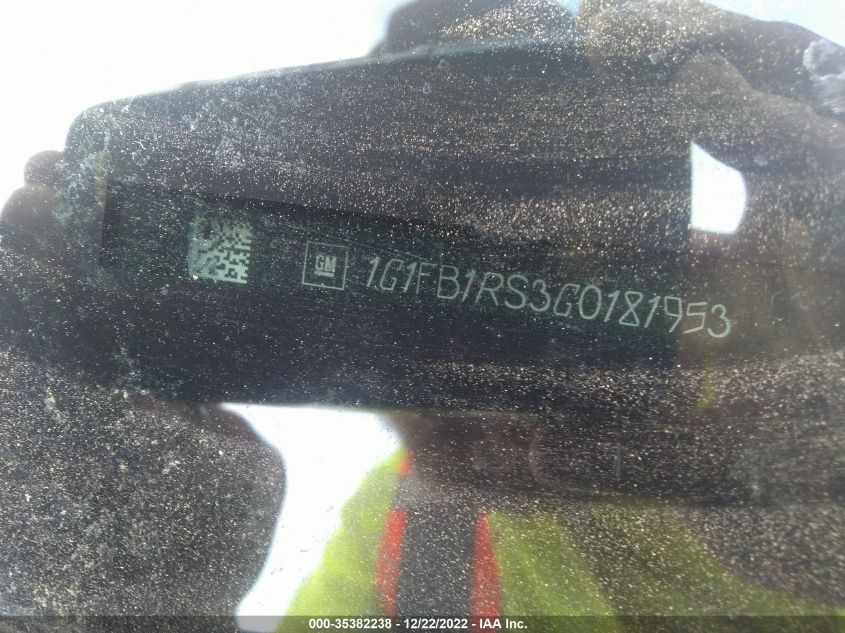 GM 1G1FB1RS3G0181953
000-35382238 - 12/22/2022 - IAA Inc.